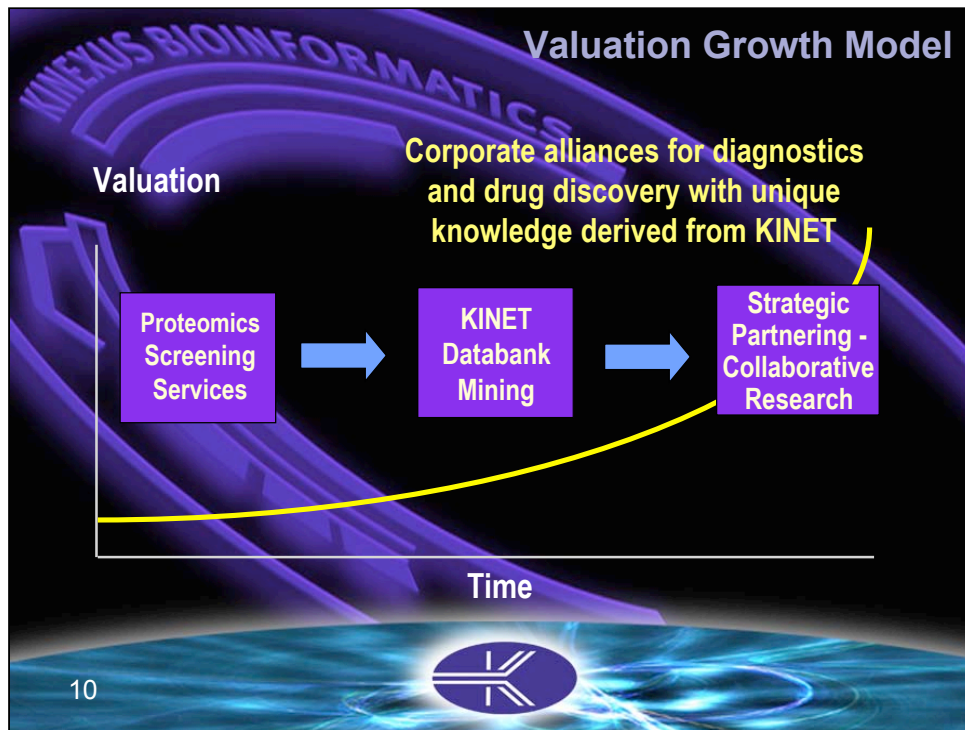 KINEXUS BIOINFORMATICS
Valuation Growth Model
Corporate alliances for diagnostics
and drug discovery with unique
knowledge derived from KINET
Valuation
Proteomics
Screening
Services
KINET
Databank
Mining
Strategic
Partnering -
Collaborative
Research
Time
10